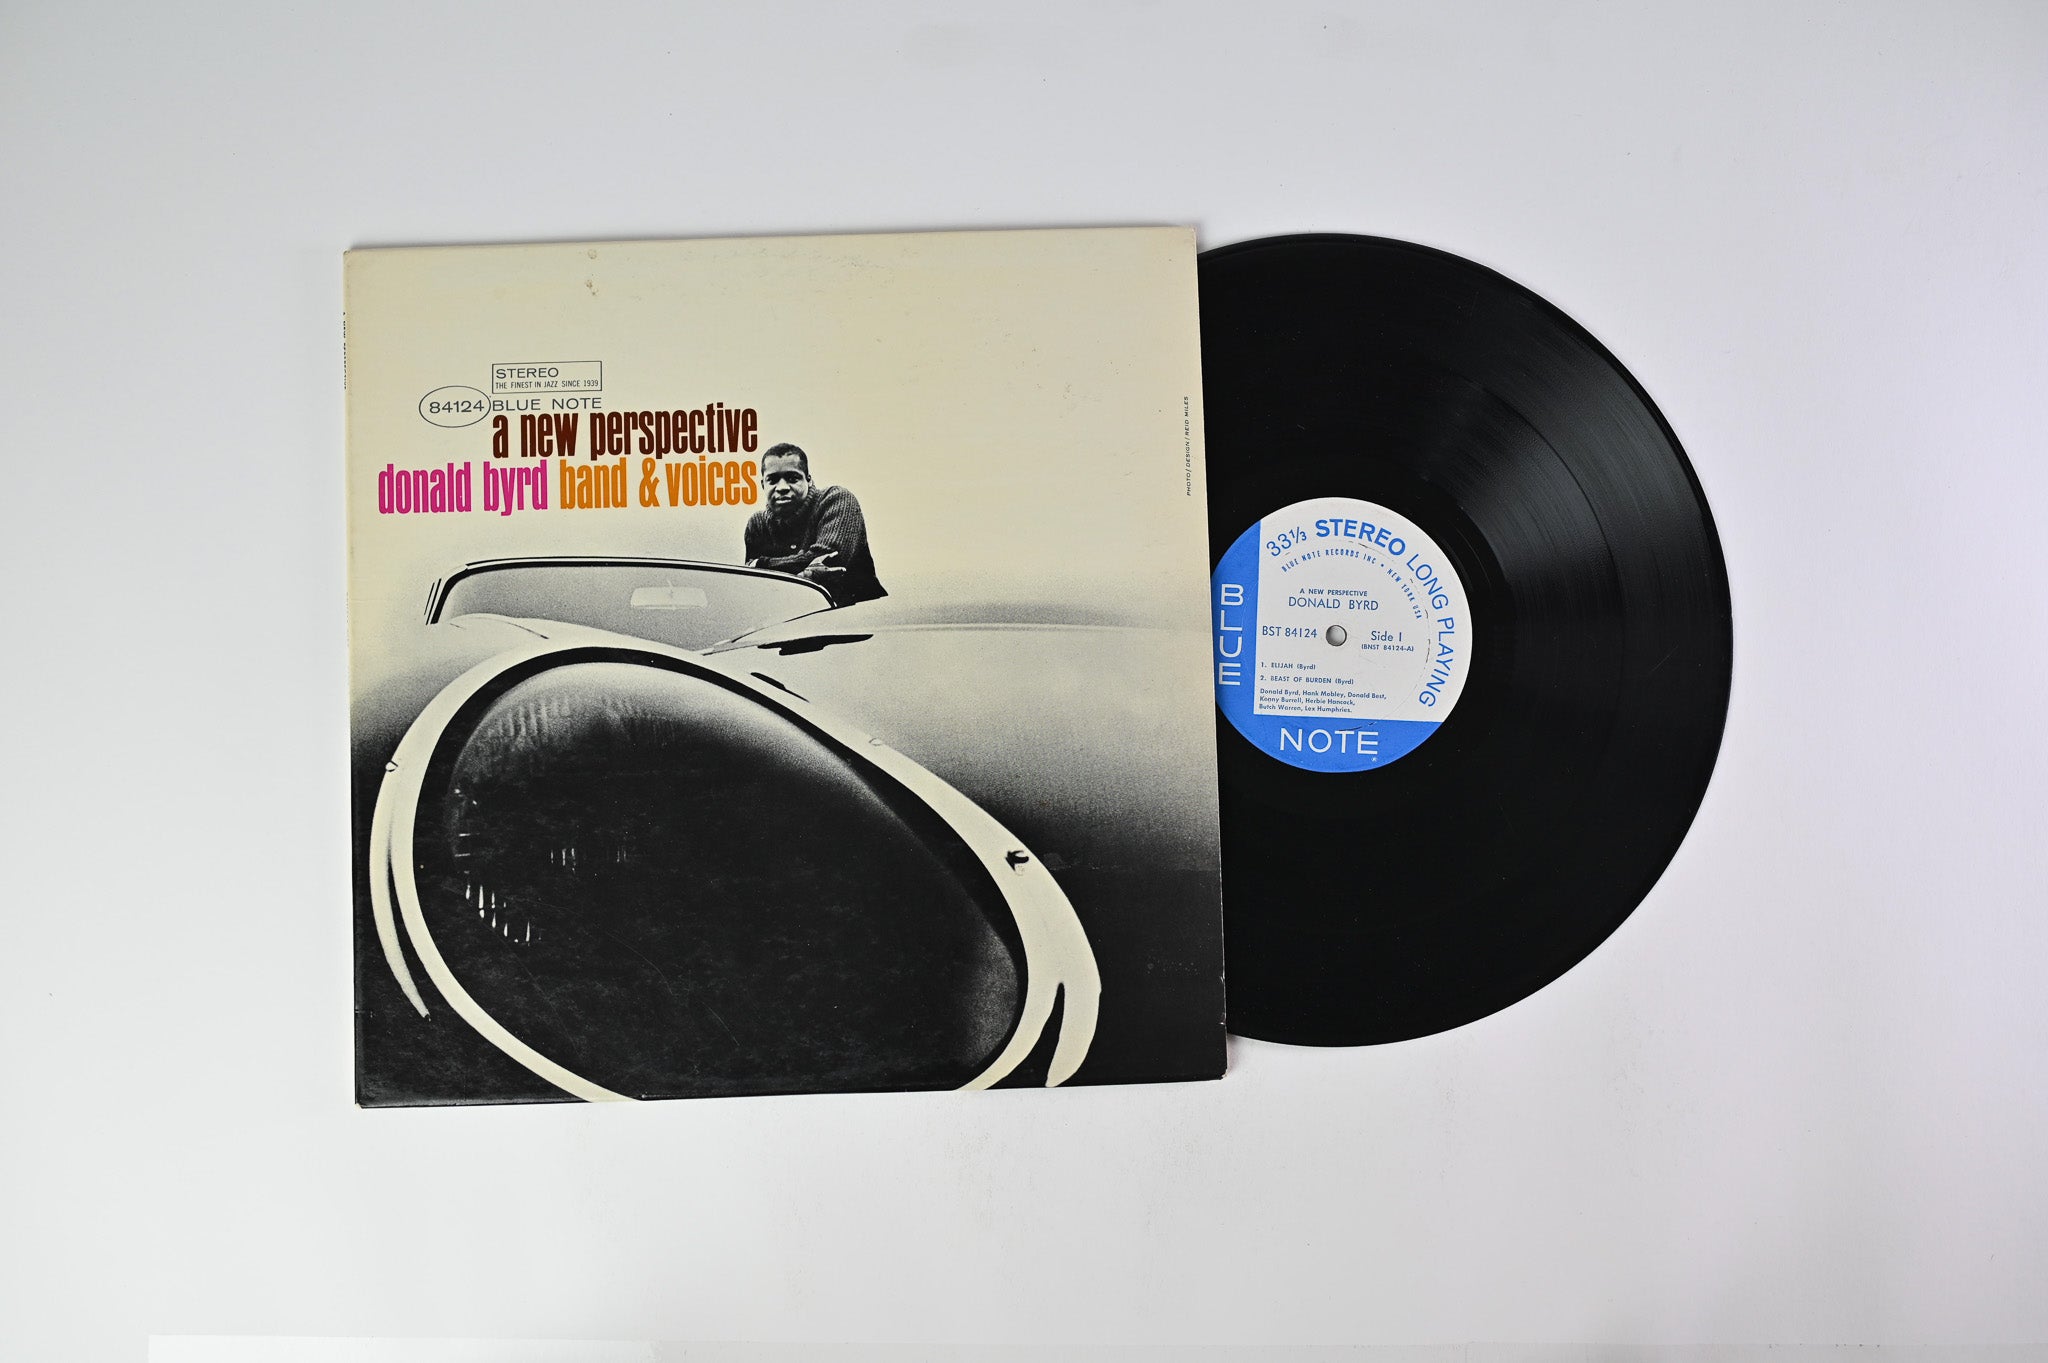 STEREO
THE FINEST IN JAZZ SINCE 1939
84124 BLUE NOTE
a new perspective
donald byrd band & voices
PHOTO/DESIGN/REID MILES
33⅓ STEREO LONG PLAYING
BLUE NOTE RECORDS INC • NEW YORK USA
A NEW PERSPECTIVE
DONALD BYRD
BST 84124
Side 1
(BNST 84124-A)
1. ELIJAH (Byrd)
2. BEAST OF BURDEN (Byrd)
Donald Byrd, Hank Mobley, Donald Best,
Kenny Burrell, Herbie Hancock,
Butch Warren, Lex Humphries.
BLUE
NOTE
®